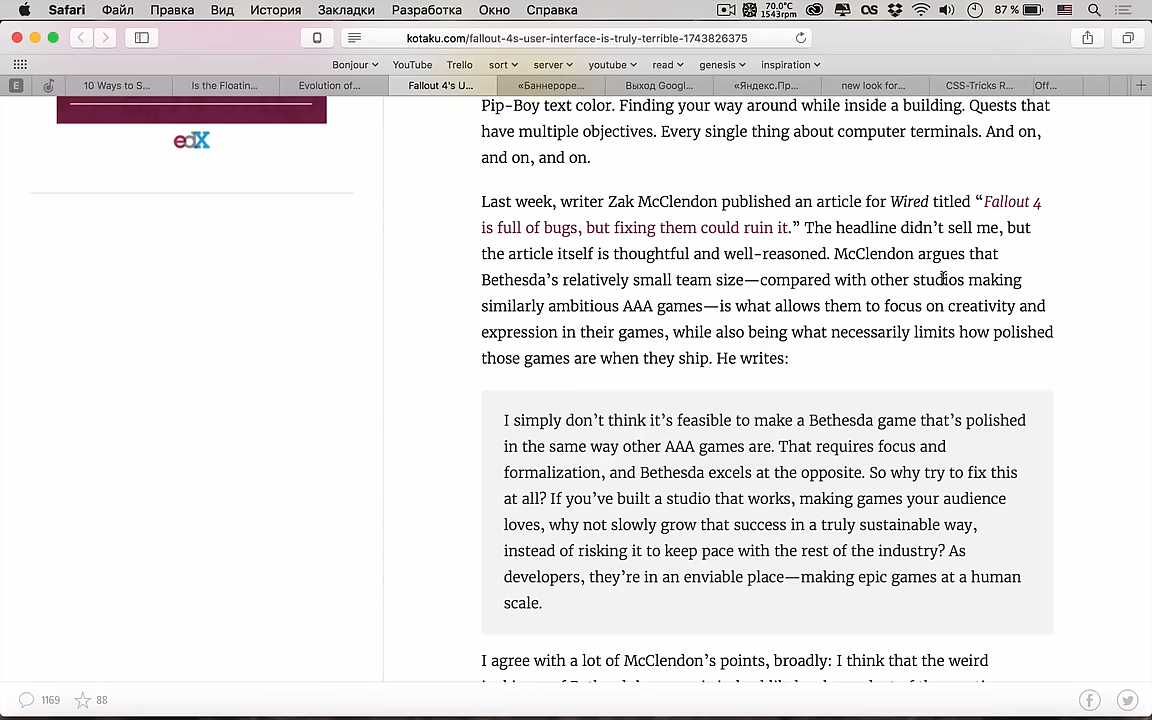 Safari Файл Правка Вид История Закладки Разработка Окно Справка 70.0°C 1543rpm 87 %
kotaku.com/fallout-4s-user-interface-is-truly-terrible-1743826375
Bonjour YouTube Trello sort server youtube read genesis inspiration
E 10 Ways to S... Is the Floatin... Evolution of... Fallout 4's U... «Баннероре... Выход Googl... «Яндекс.Пр... new look for... CSS-Tricks R... Off...
edX
Pip-Boy text color. Finding your way around while inside a building. Quests that
have multiple objectives. Every single thing about computer terminals. And on,
and on, and on.
Last week, writer Zak McClendon published an article for Wired titled “Fallout 4
is full of bugs, but fixing them could ruin it.” The headline didn’t sell me, but
the article itself is thoughtful and well-reasoned. McClendon argues that
Bethesda’s relatively small team size—compared with other studios making
similarly ambitious AAA games—is what allows them to focus on creativity and
expression in their games, while also being what necessarily limits how polished
those games are when they ship. He writes:
I simply don’t think it’s feasible to make a Bethesda game that’s polished
in the same way other AAA games are. That requires focus and
formalization, and Bethesda excels at the opposite. So why try to fix this
at all? If you’ve built a studio that works, making games your audience
loves, why not slowly grow that success in a truly sustainable way,
instead of risking it to keep pace with the rest of the industry? As
developers, they’re in an enviable place—making epic games at a human
scale.
I agree with a lot of McClendon’s points, broadly: I think that the weird
1169 88